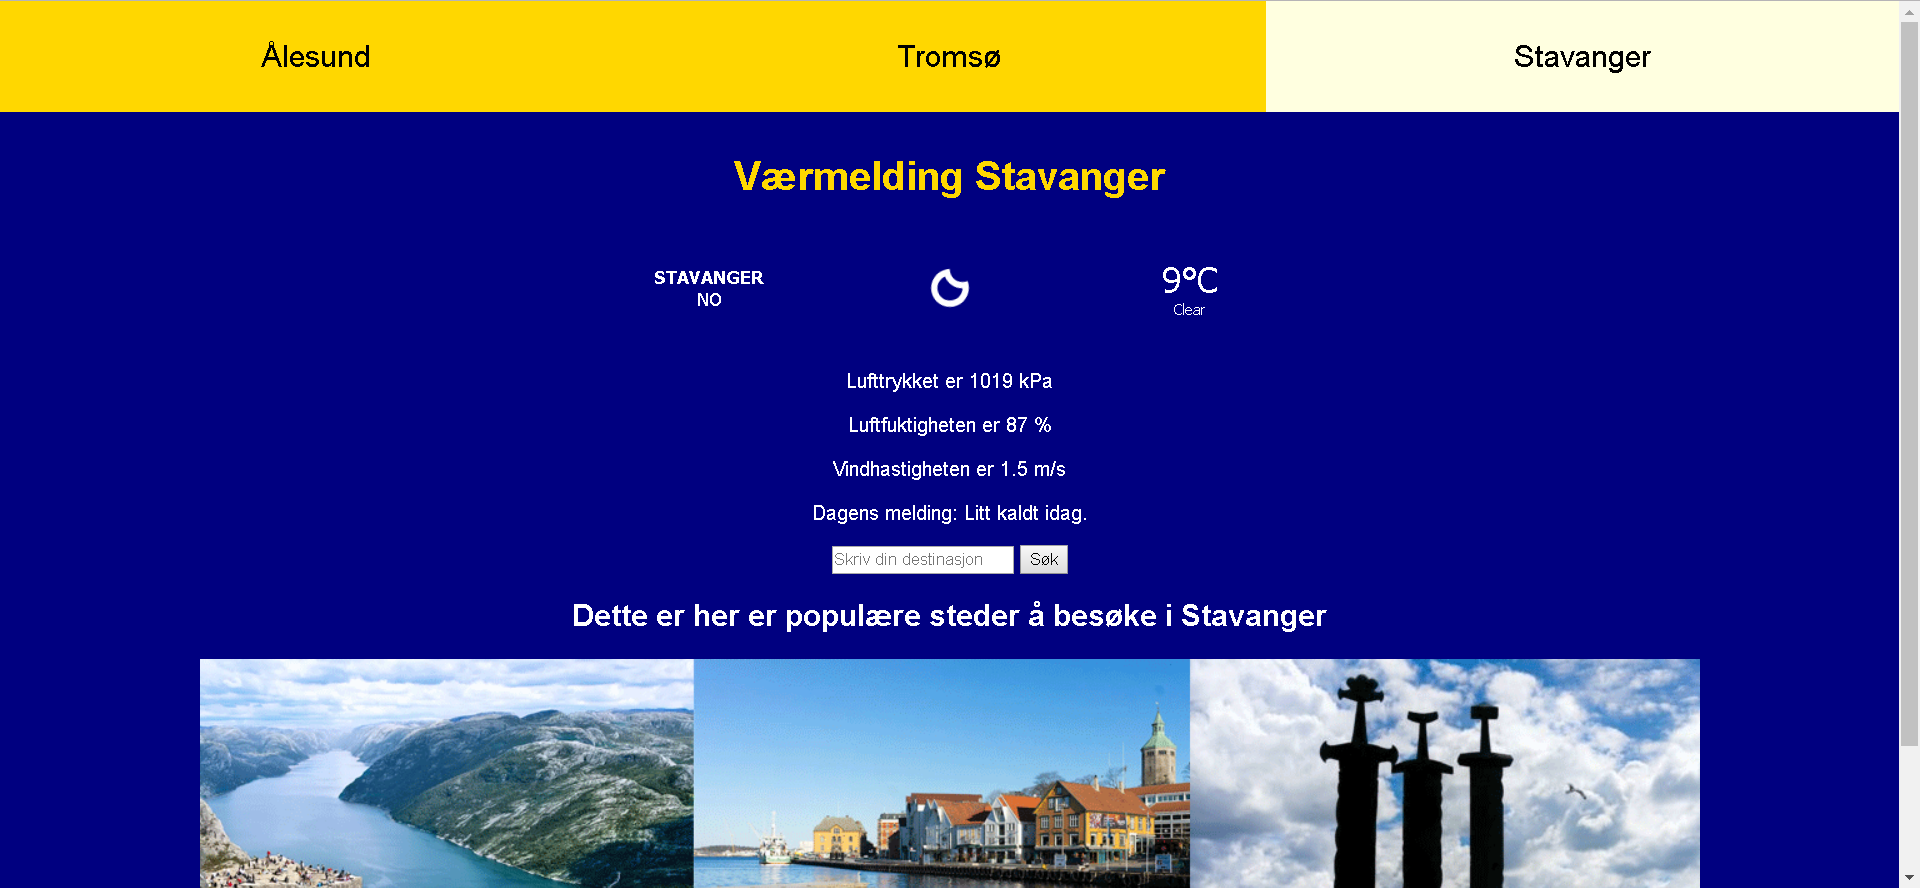 Ålesund
Tromsø
Stavanger
Værmelding Stavanger
STAVANGER
NO
9°C
Clear
Lufttrykket er 1019 kPa
Luftfuktigheten er 87 %
Vindhastigheten er 1.5 m/s
Dagens melding: Litt kaldt idag.
Skriv din destinasjon
Søk
Dette er her er populære steder å besøke i Stavanger